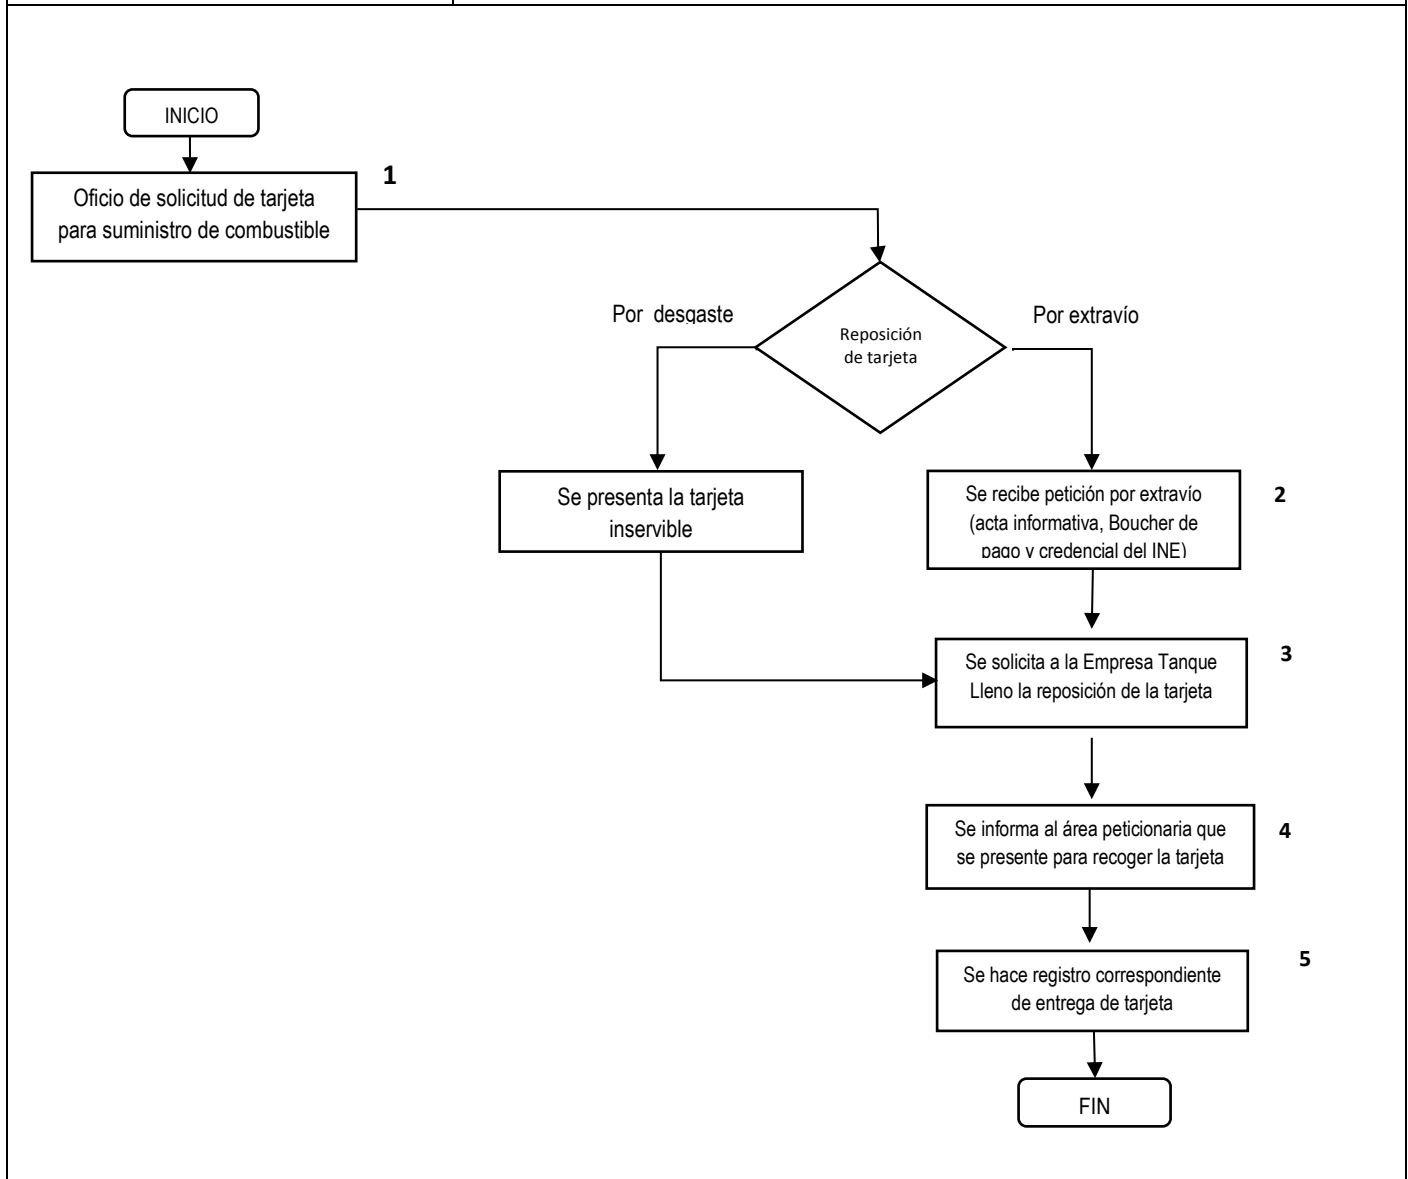 INICIO
Oficio de solicitud de tarjeta
para suministro de combustible
1
Por desgaste
Reposición
de tarjeta
Por extravío
Se presenta la tarjeta
inservible
Se recibe petición por extravío
(acta informativa, Boucher de
pago y credencial del INE)
2
Se solicita a la Empresa Tanque
Lleno la reposición de la tarjeta
3
Se informa al área peticionaria que
se presente para recoger la tarjeta
4
Se hace registro correspondiente
de entrega de tarjeta
5
FIN